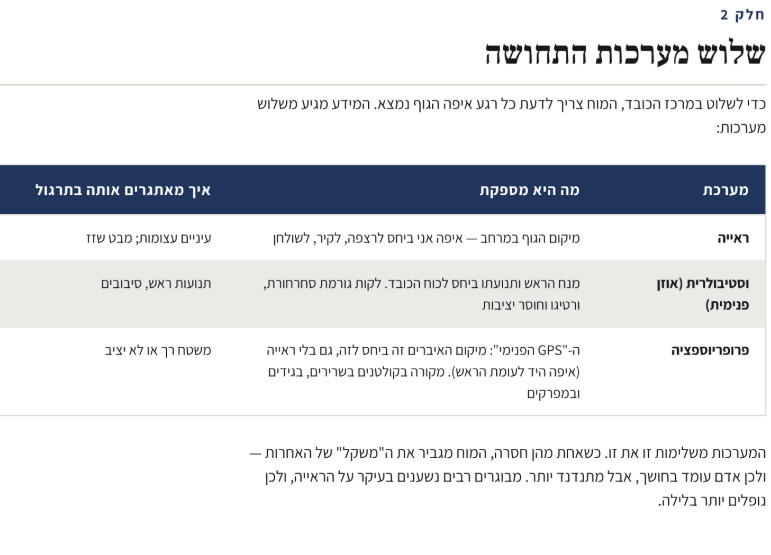 חלק 2
שלוש מערכות התחושה
כדי לשלוט במרכז הכובד, המוח צריך לדעת כל רגע איפה הגוף נמצא. המידע מגיע משלוש
מערכות:
מערכת	מה היא מספקת	איך מאתגרים אותה בתרגול
ראייה	מיקום הגוף במרחב — איפה אני ביחס לרצפה, לקיר, לשולחן	עיניים עצומות; מבט שזז
וסטיבולרית (אוזן	מנח הראש ותנועתו ביחס לכוח הכובד. לקות גורמת סחרחורת,	תנועות ראש, סיבובים
פנימית)	ורטיגו וחוסר יציבות
פרופריוספציה	ה-"GPS הפנימי": מיקום האיברים זה ביחס לזה, גם בלי ראייה	משטח רך או לא יציב
(איפה היד לעומת הראש). מקורה בקולטנים בשרירים, בגידים
ובמפרקים
המערכות משלימות זו את זו. כשאחת מהן חסרה, המוח מגביר את ה"משקל" של האחרות —
ולכן אדם עומד בחושך, אבל מתנדנד יותר. מבוגרים רבים נשענים בעיקר על הראייה, ולכן
נופלים יותר בלילה.